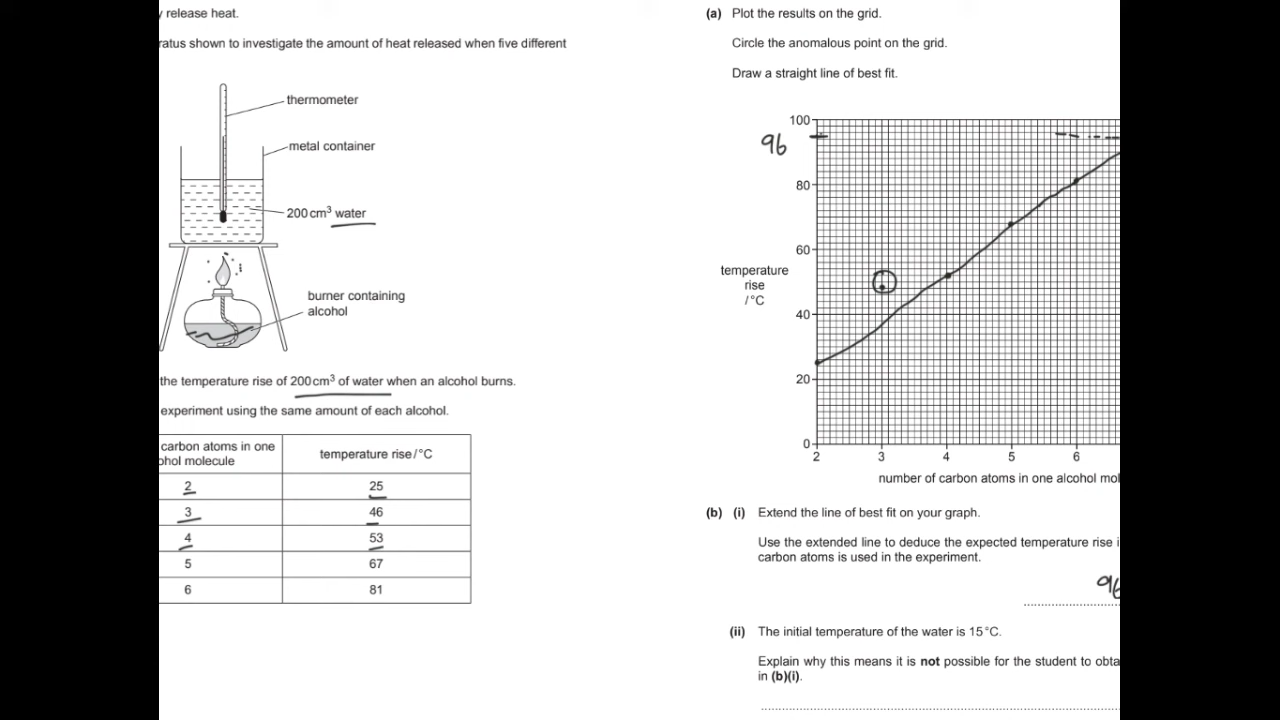 y release heat.
ratus shown to investigate the amount of heat released when five different
thermometer
metal container
200 cm³ water
burner containing
alcohol
the temperature rise of 200 cm³ of water when an alcohol burns.
experiment using the same amount of each alcohol.
carbon atoms in one
ohol molecule
temperature rise/°C
2 25
3 46
4 53
5 67
6 81
(a) Plot the results on the grid.
Circle the anomalous point on the grid.
Draw a straight line of best fit.
100
96
80
60
temperature
rise
/°C
40
20
0
2 3 4 5 6
number of carbon atoms in one alcohol mol
(b) (i) Extend the line of best fit on your graph.
Use the extended line to deduce the expected temperature rise i
carbon atoms is used in the experiment.
96
(ii) The initial temperature of the water is 15 °C.
Explain why this means it is not possible for the student to obta
in (b)(i).